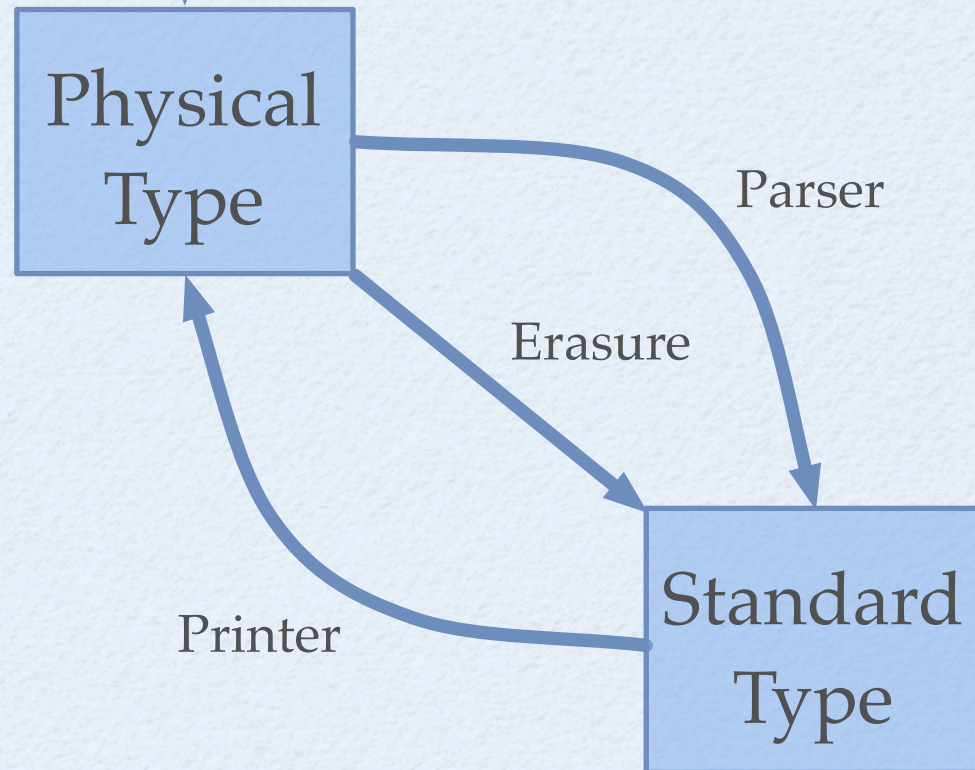 Physical
Type
Parser
Erasure
Printer
Standard
Type